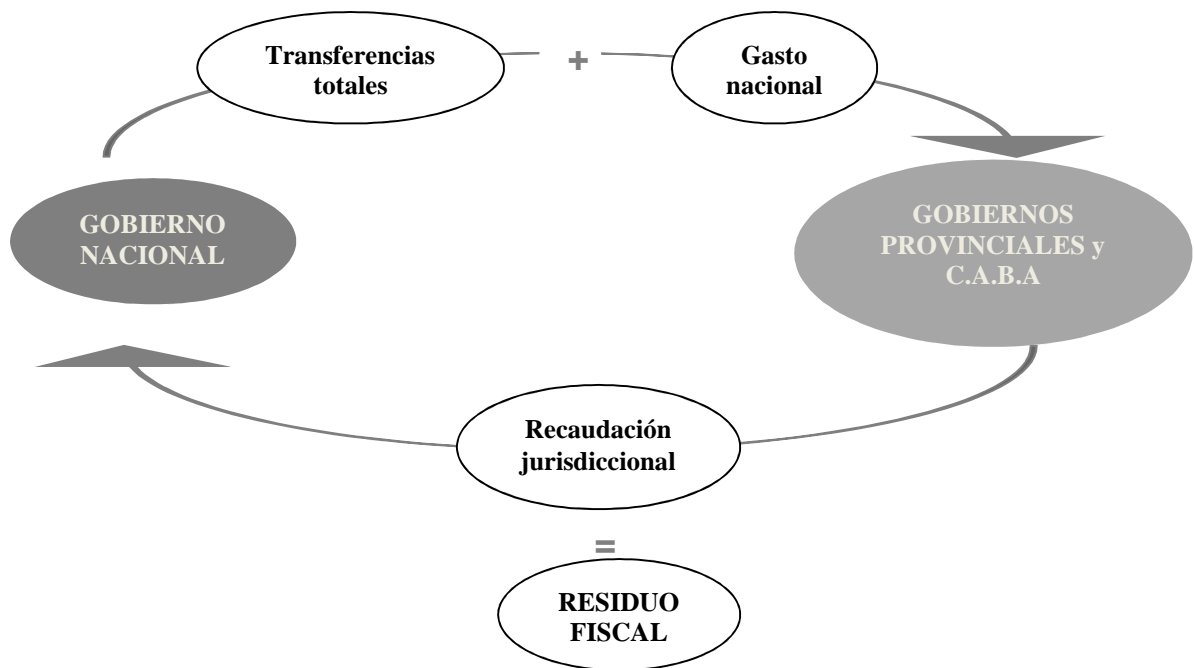 Transferencias
totales
+
Gasto
nacional
GOBIERNO
NACIONAL
GOBIERNOS
PROVINCIALES y
C.A.B.A
Recaudación
jurisdiccional
=
RESIDUO
FISCAL